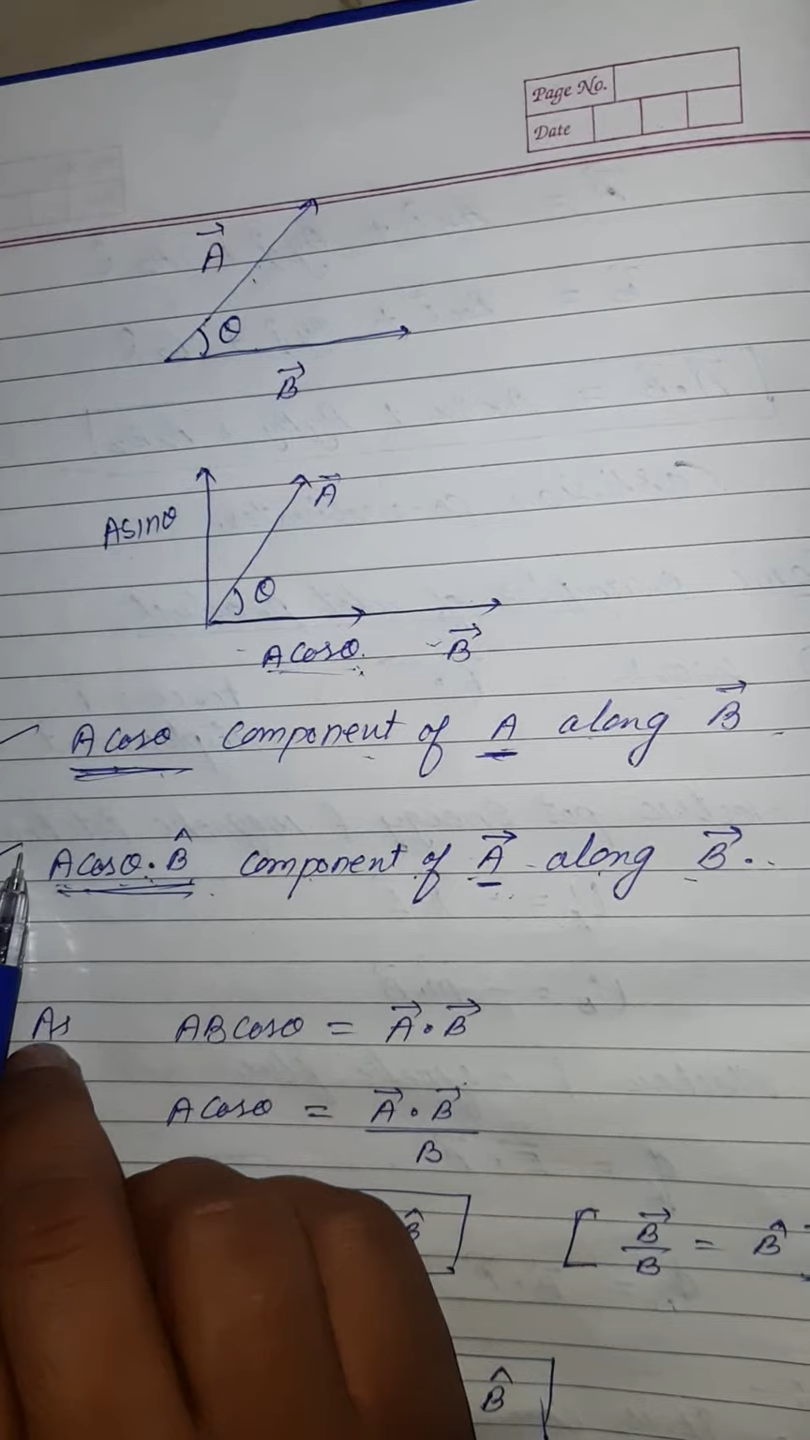 Page No.
Date
A⃗
θ
B⃗
A⃗
Asinθ
θ
Acosθ. B⃗
Acosθ. Component of A along B⃗
Acosθ. B̂ Component of A⃗ along B⃗.
As ABcosθ = A⃗ . B⃗
Acosθ = A⃗ . B⃗ / B
B̂ ] [ B⃗ / B = B̂
B̂ ]